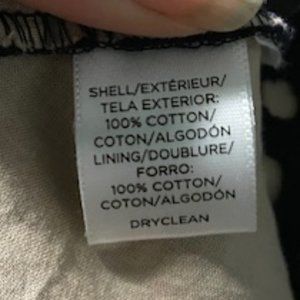 SHELL/EXTÉRIEUR/
TELA EXTERIOR:
100% COTTON/
COTON/ALGODÓN
LINING/DOUBLURE/
FORRO:
100% COTTON/
COTON/ALGODÓN
DRYCLEAN